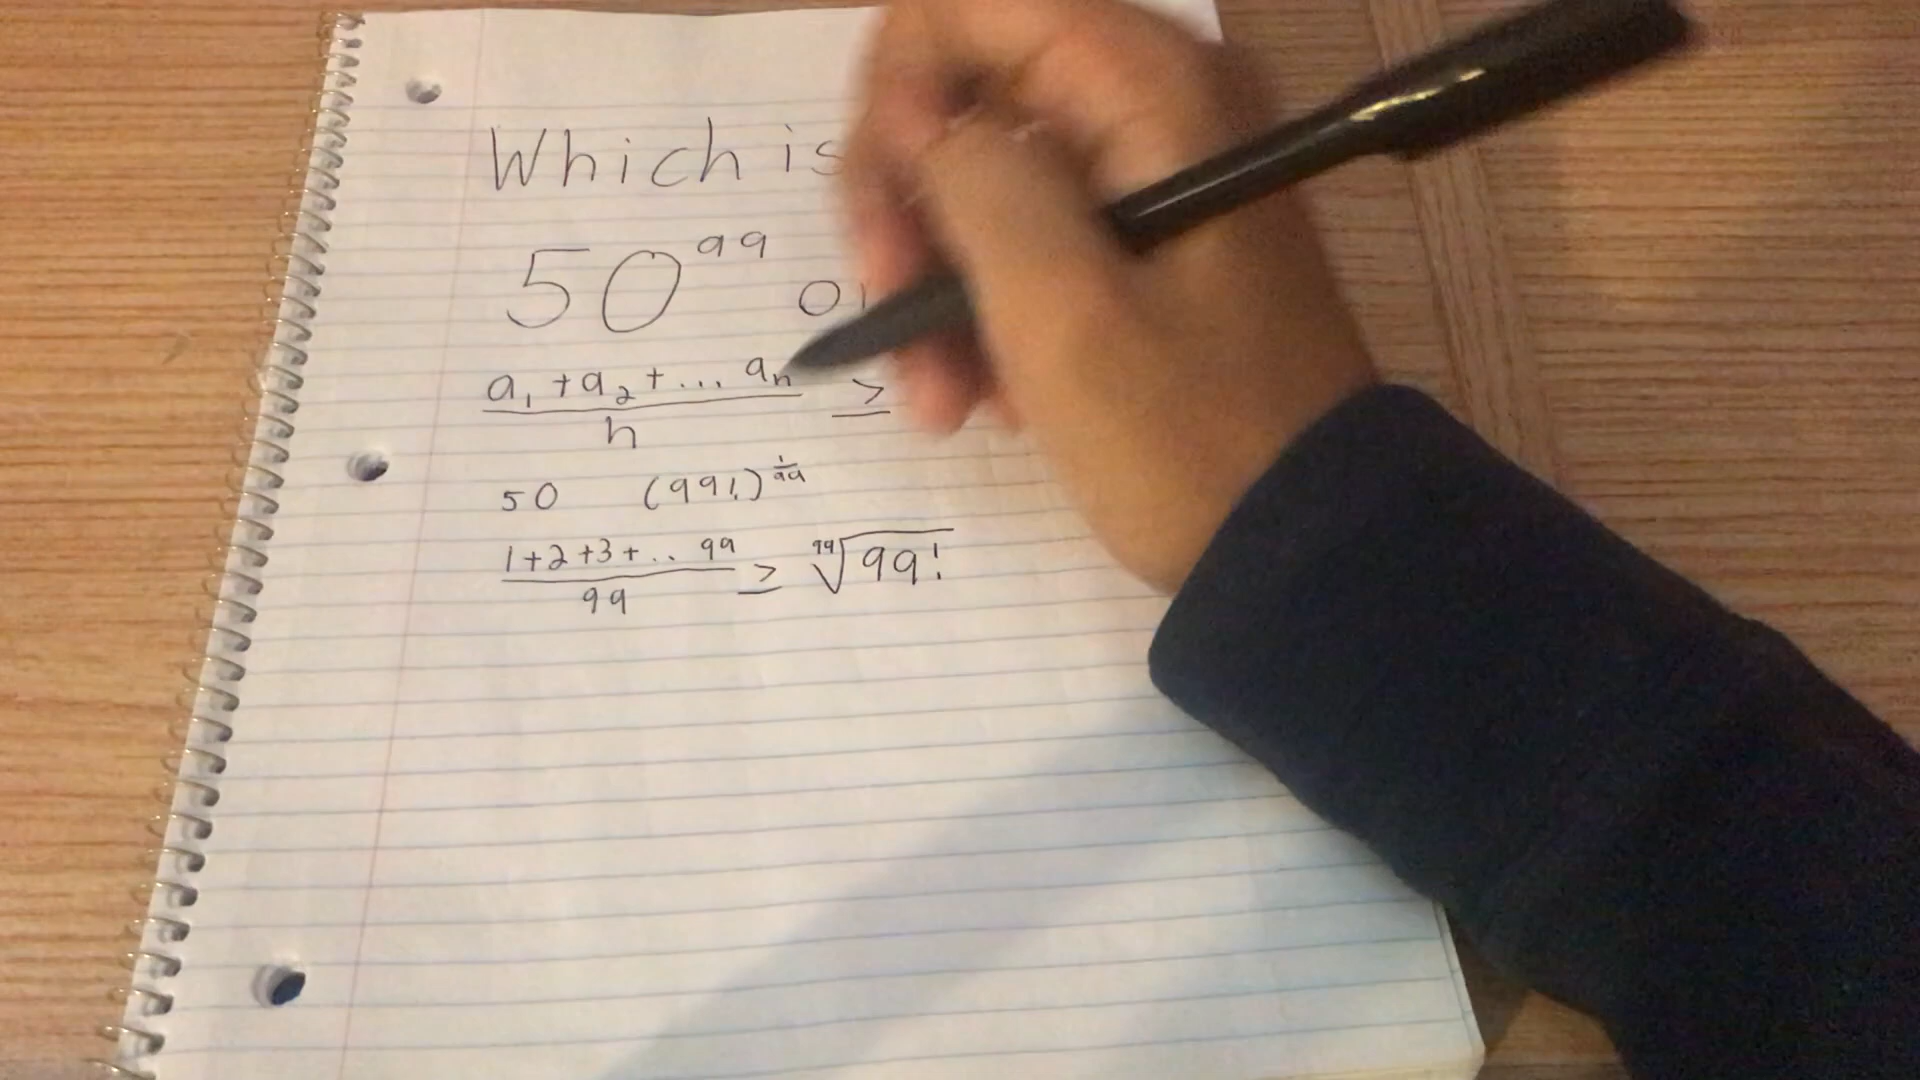 Which is
50^99 or
a₁ + a₂ + ... aₙ / n ≥
50 (99!)^1/99
1 + 2 + 3 + .. 99 / 99 ≥ ⁹⁹√99!